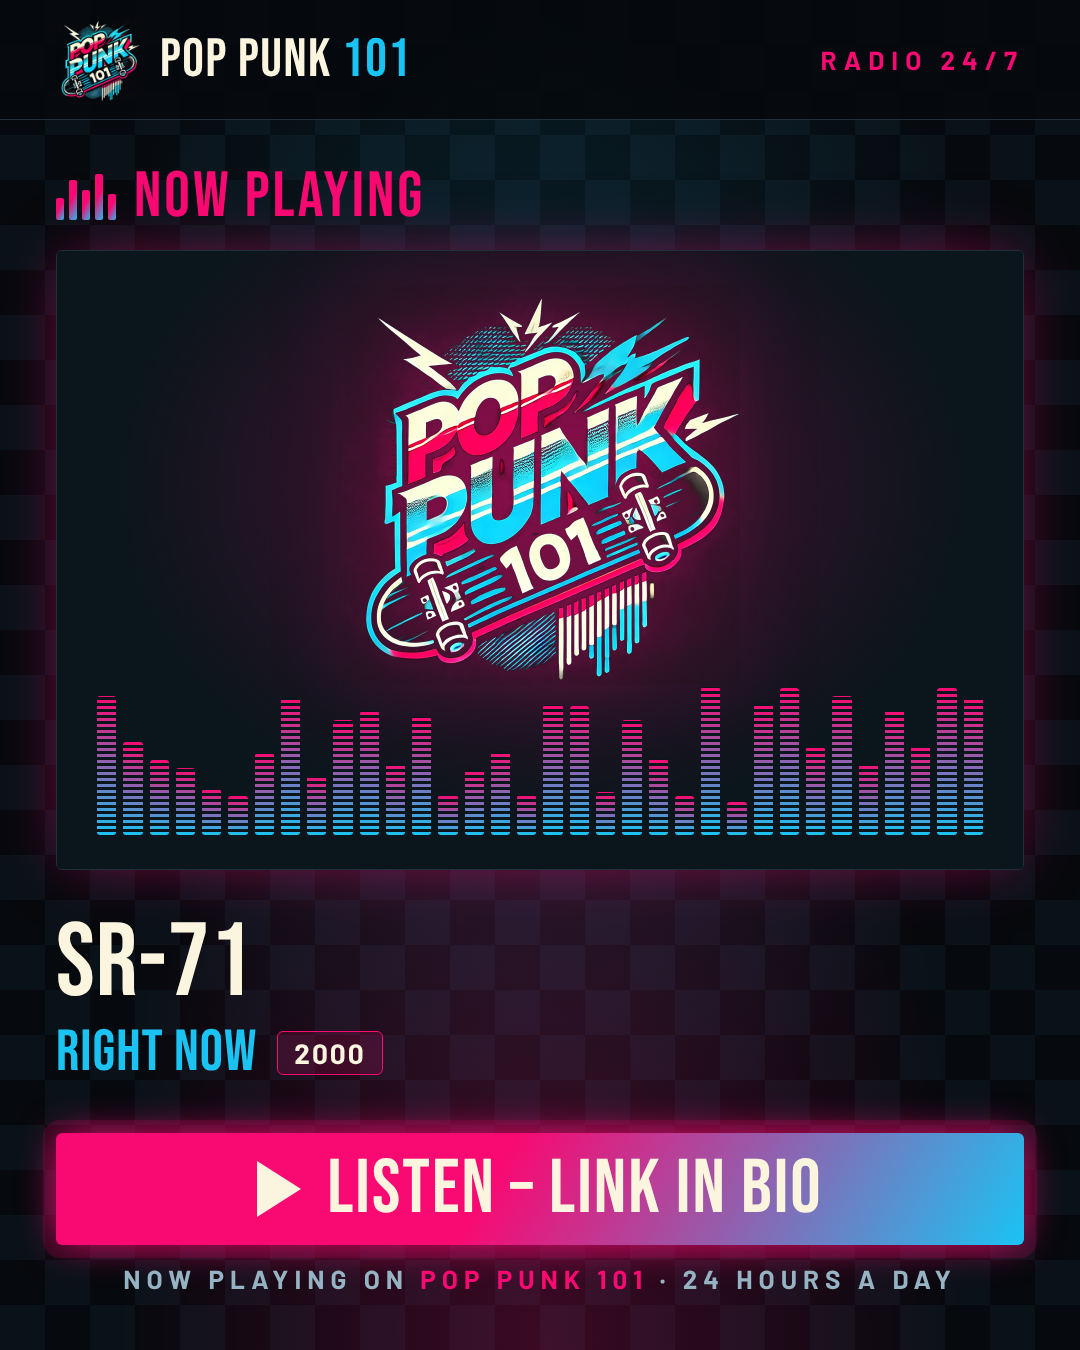 POP PUNK 101
POP PUNK 101
RADIO 24/7
NOW PLAYING
POP
PUNK
101
SR-71
RIGHT NOW 2000
LISTEN – LINK IN BIO
NOW PLAYING ON POP PUNK 101 · 24 HOURS A DAY